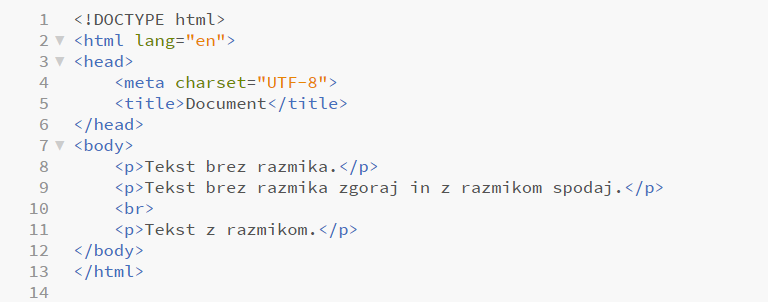 1 <!DOCTYPE html>
2 <html lang="en">
3 <head>
4     <meta charset="UTF-8">
5     <title>Document</title>
6 </head>
7 <body>
8     <p>Tekst brez razmika.</p>
9     <p>Tekst brez razmika zgoraj in z razmikom spodaj.</p>
10     <br>
11     <p>Tekst z razmikom.</p>
12 </body>
13 </html>
14